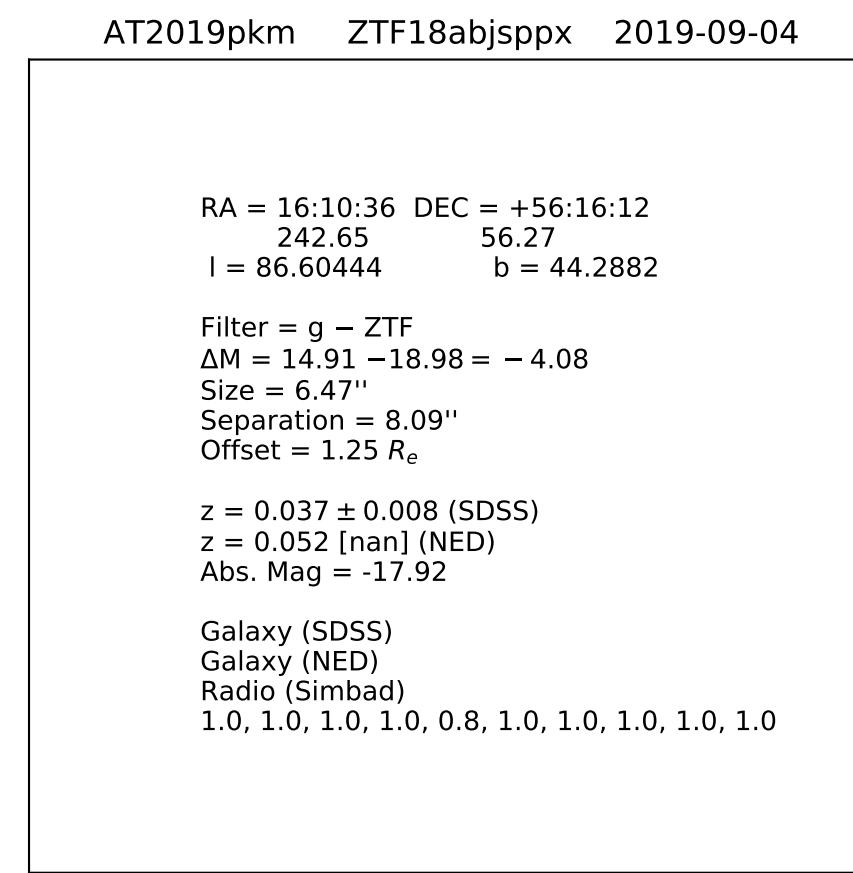 AT2019pkm ZTF18abjsppx 2019-09-04
RA = 16:10:36 DEC = +56:16:12
242.65 56.27
l = 86.60444 b = 44.2882
Filter = g − ZTF
ΔM = 14.91 −18.98 = − 4.08
Size = 6.47''
Separation = 8.09''
Offset = 1.25 Re
z = 0.037 ± 0.008 (SDSS)
z = 0.052 [nan] (NED)
Abs. Mag = -17.92
Galaxy (SDSS)
Galaxy (NED)
Radio (Simbad)
1.0, 1.0, 1.0, 1.0, 0.8, 1.0, 1.0, 1.0, 1.0, 1.0